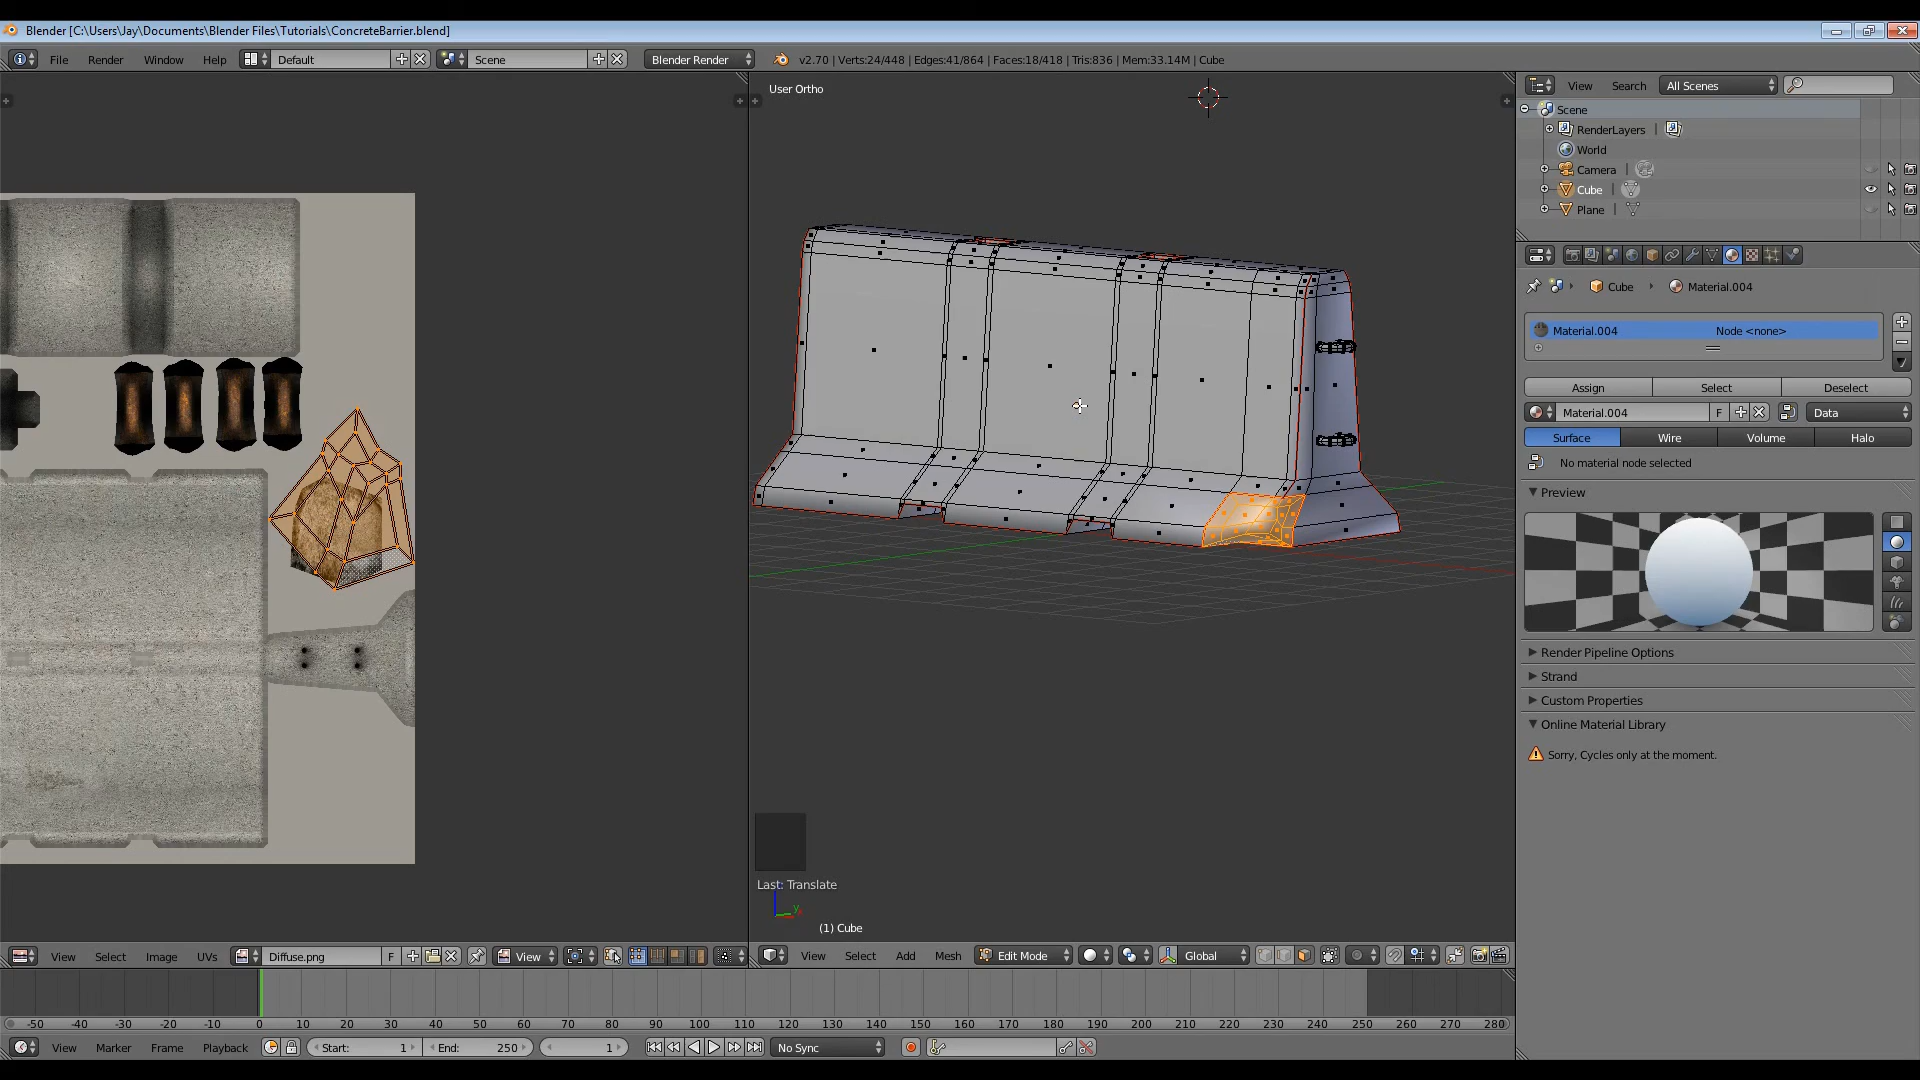 Blender [C:\Users\Jay\Documents\Blender Files\Tutorials\ConcreteBarrier.blend]
File Render Window Help Default Scene Blender Render v2.70 | Verts:24/448 | Edges:41/864 | Faces:18/418 | Tris:836 | Mem:33.14M | Cube
View Search All Scenes
User Ortho
Scene
RenderLayers
World
Camera
Cube
Plane
Cube Material.004
Material.004 Node <none>
Assign Select Deselect
Material.004 F Data
Surface Wire Volume Halo
No material node selected
Preview
Render Pipeline Options
Strand
Custom Properties
Online Material Library
Sorry, Cycles only at the moment.
Last: Translate
y
(1) Cube
View Select Image UVs Diffuse.png F View
View Select Add Mesh Edit Mode Global
-50 -40 -30 -20 -10 0 10 20 30 40 50 60 70 80 90 100 110 120 130 140 150 160 170 180 190 200 210 220 230 240 250 260 270 280
View Marker Frame Playback Start: 1 End: 250 1 No Sync